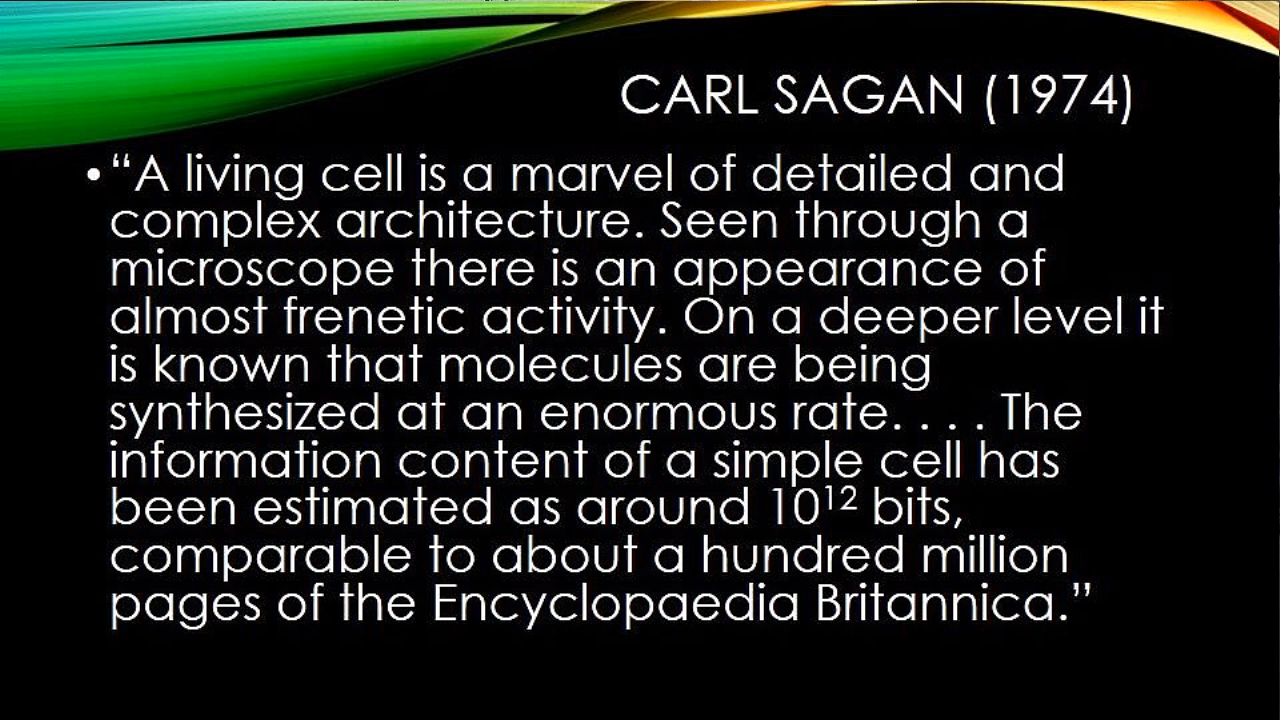 CARL SAGAN (1974)
• “A living cell is a marvel of detailed and
complex architecture. Seen through a
microscope there is an appearance of
almost frenetic activity. On a deeper level it
is known that molecules are being
synthesized at an enormous rate. . . . The
information content of a simple cell has
been estimated as around 10¹² bits,
comparable to about a hundred million
pages of the Encyclopaedia Britannica.”